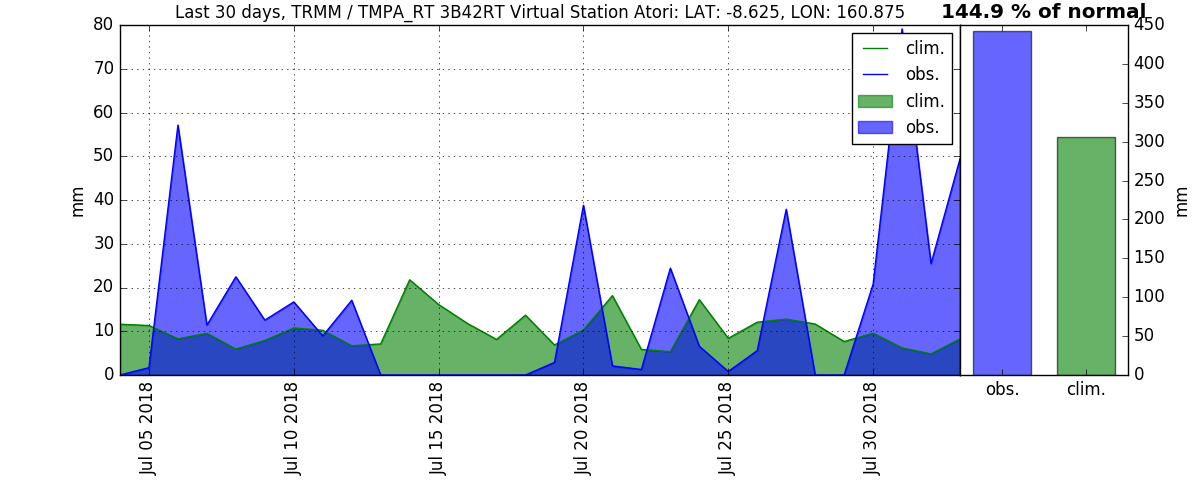 Last 30 days, TRMM / TMPA_RT 3B42RT Virtual Station Atori: LAT: -8.625, LON: 160.875
144.9 % of normal
80
70
60
50
40
30
20
10
0
mm
clim.
obs.
clim.
obs.
Jul 05 2018
Jul 10 2018
Jul 15 2018
Jul 20 2018
Jul 25 2018
Jul 30 2018
450
400
350
300
250
200
150
100
50
0
mm
obs.
clim.